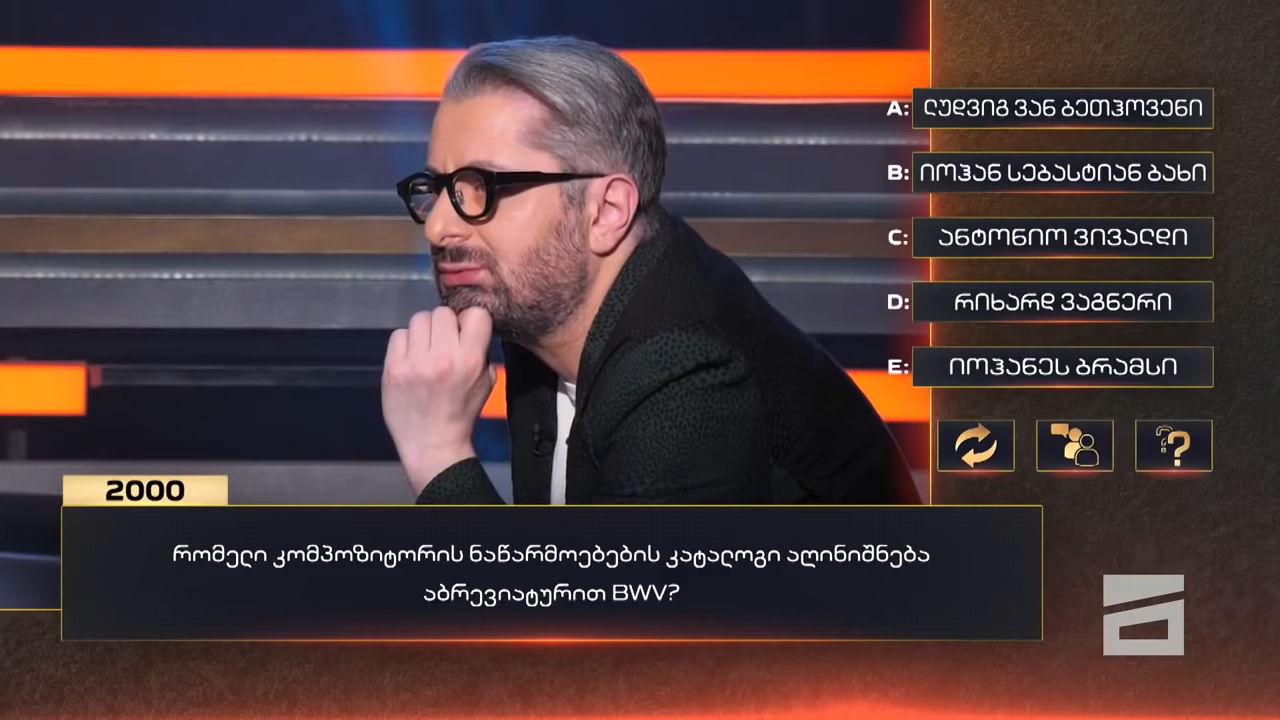 A: ლუდვიგ ვან ბეთჰოვენი
B: იოჰან სებასტიან ბახი
C: ანტონიო ვივალდი
D: რიხარდ ვაგნერი
E: იოჰანეს ბრამსი
2000
რომელი კომპოზიტორის ნაწარმოებების კატალოგი აღინიშნება
აბრევიატურით BWV?